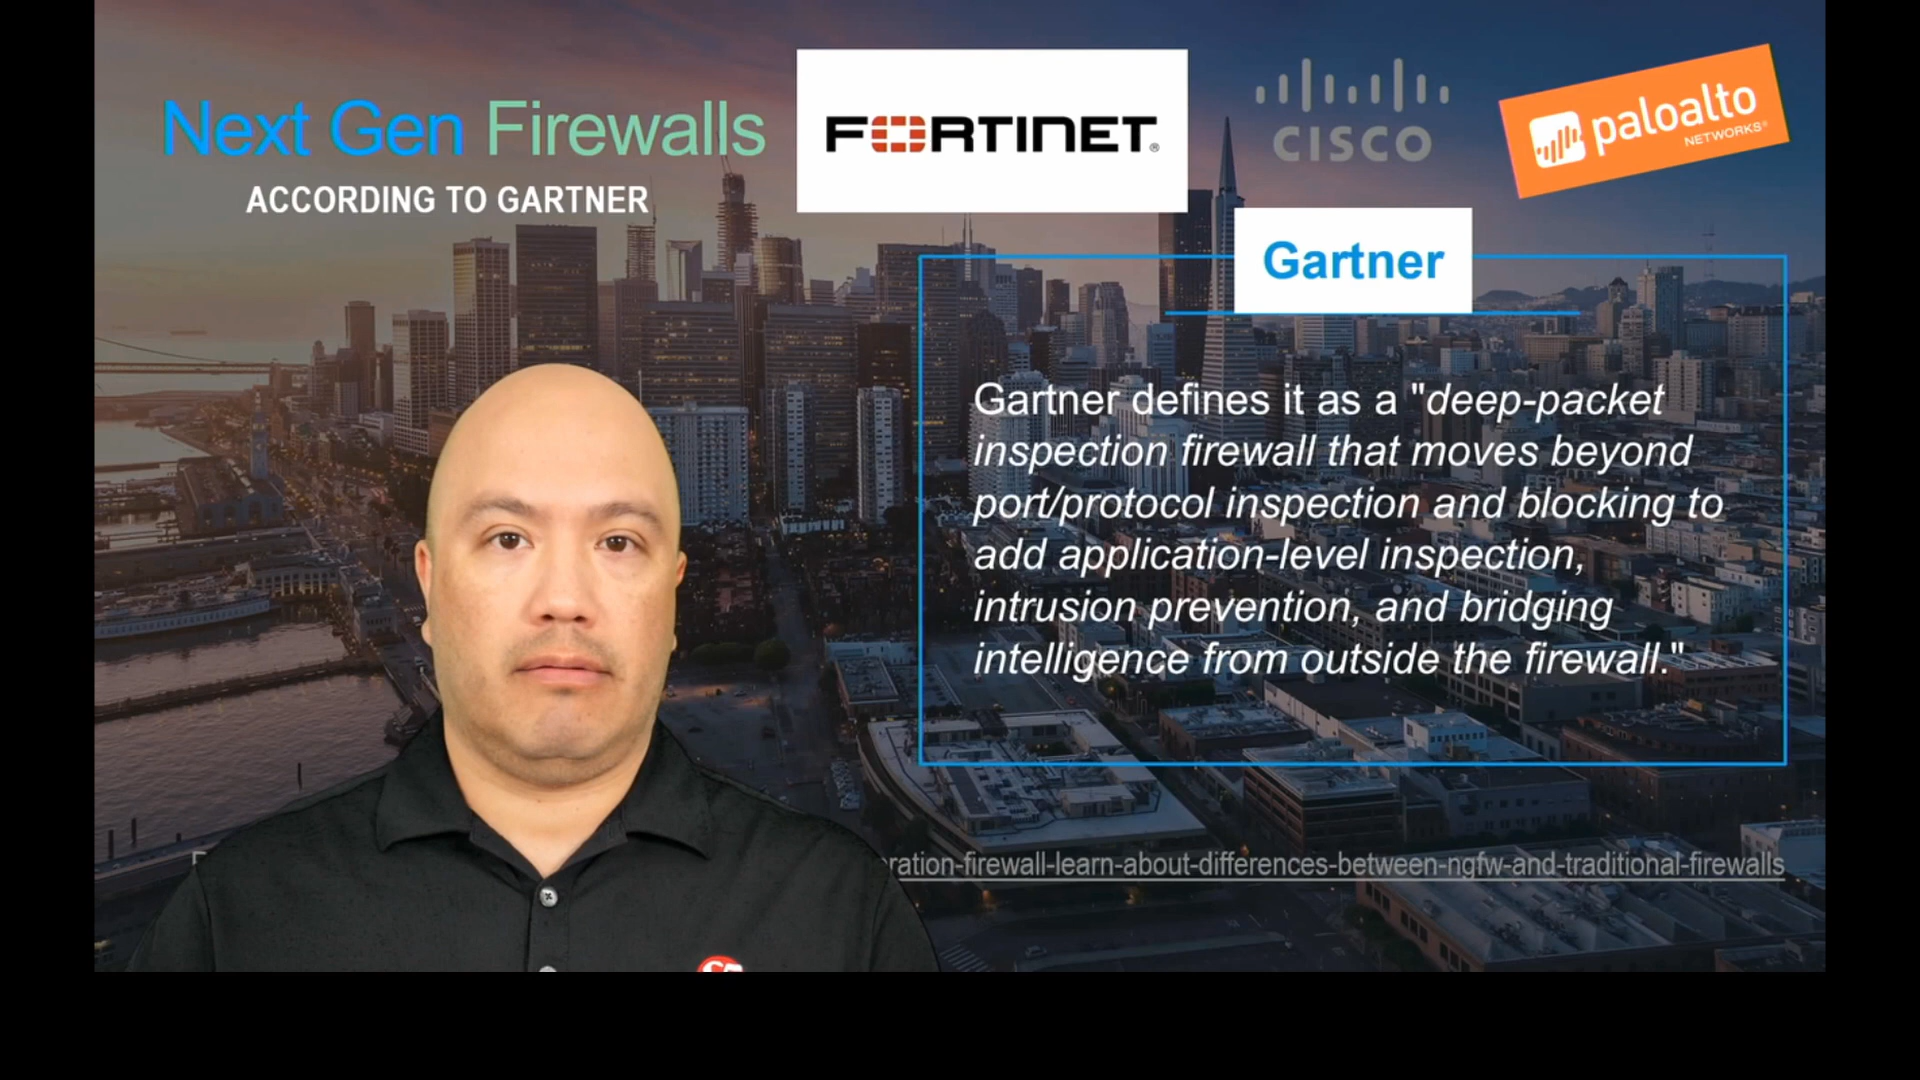 Next Gen Firewalls
ACCORDING TO GARTNER
FORTINET®
CISCO
paloalto
NETWORKS®
Gartner
Gartner defines it as a "deep-packet
inspection firewall that moves beyond
port/protocol inspection and blocking to
add application-level inspection,
intrusion prevention, and bridging
intelligence from outside the firewall."
ration-firewall-learn-about-differences-between-ngfw-and-traditional-firewalls